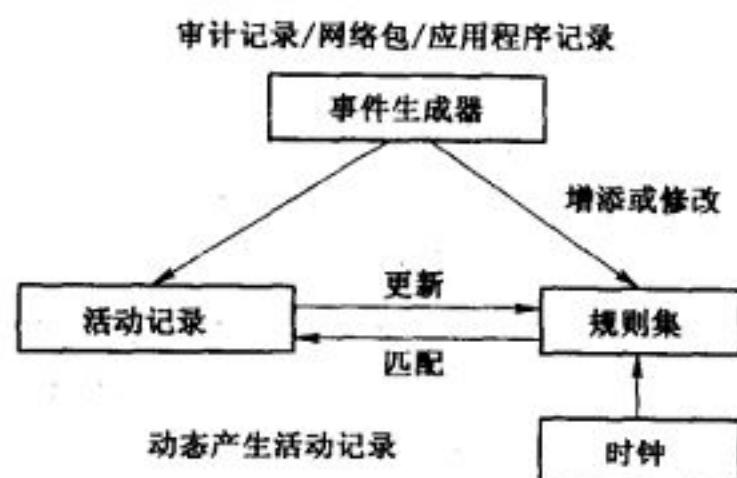 审计记录/网络包/应用程序记录
事件生成器
增添或修改
更新
活动记录
规则集
匹配
动态产生活动记录
时钟